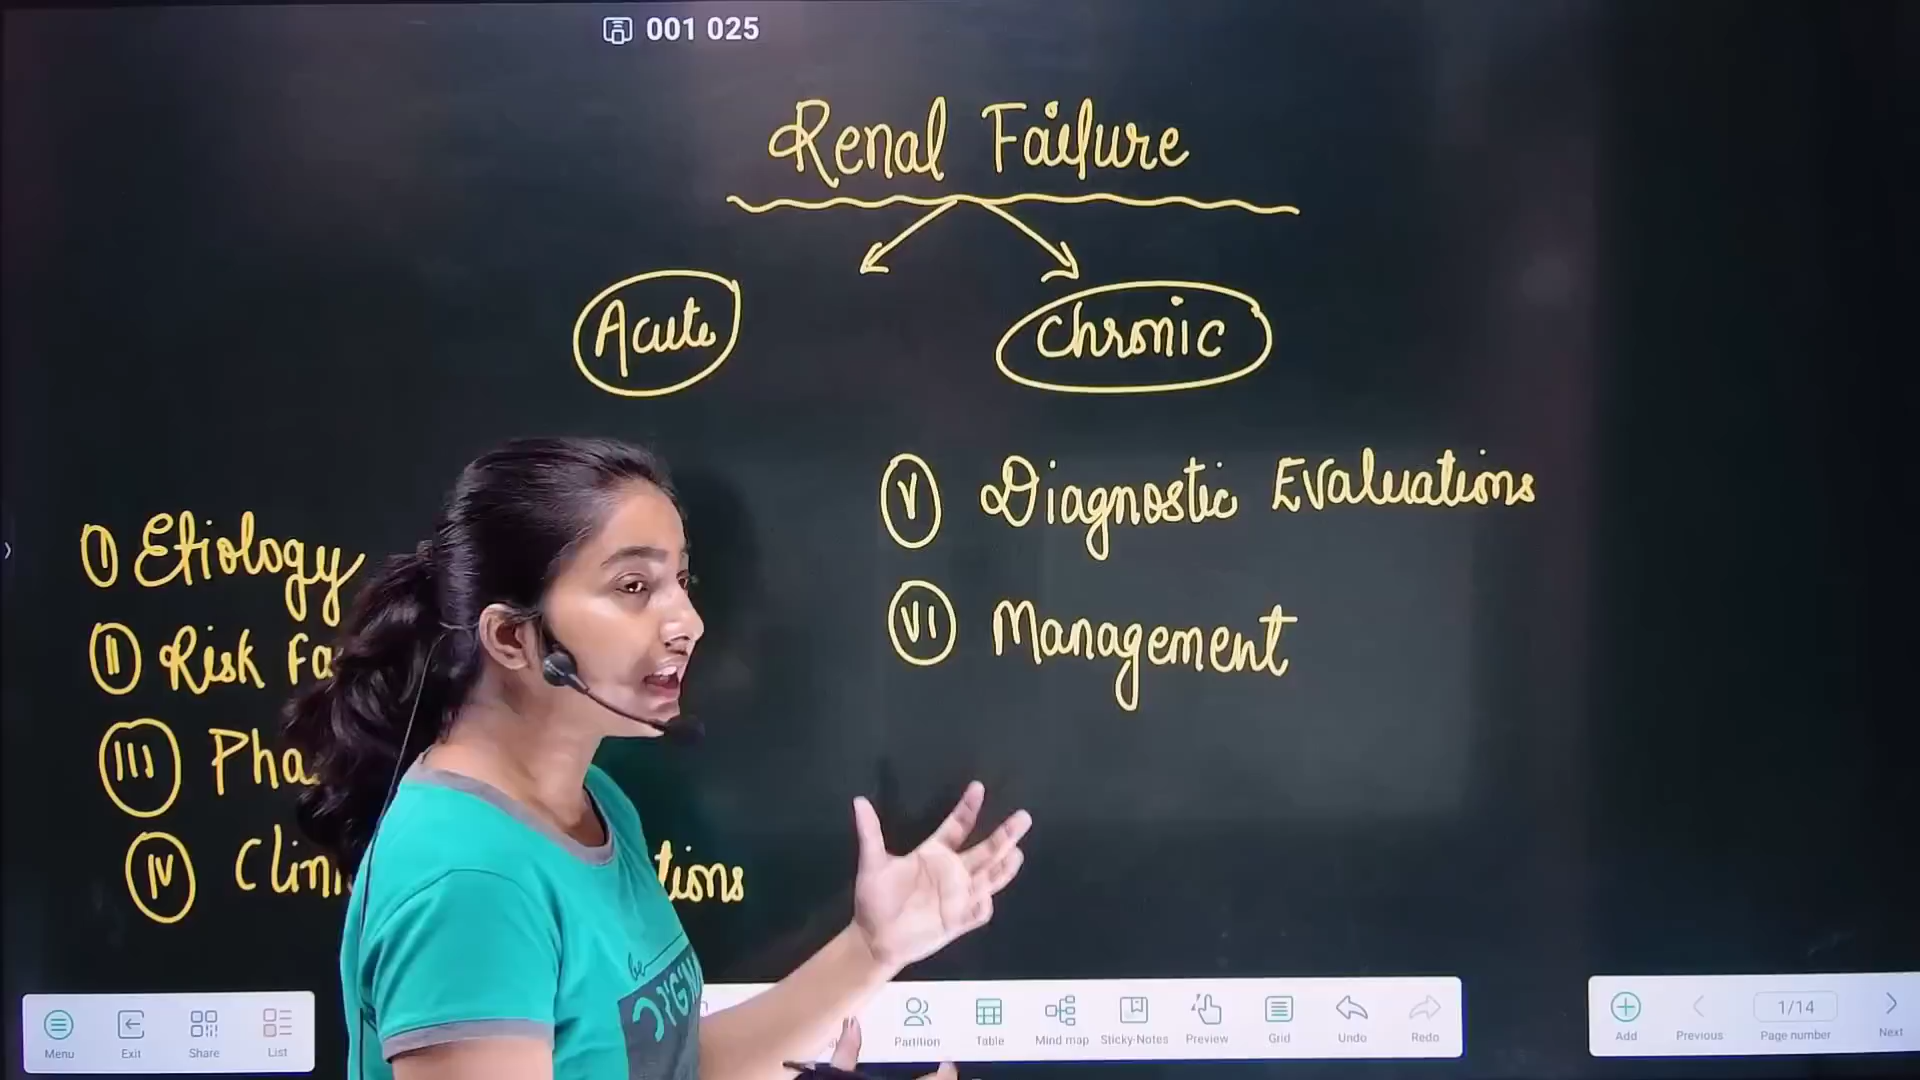 001 025
Renal Failure
Acute
Chronic
I Etiology
II Risk Fa
III Pha
IV Clini
tions
V Diagnostic Evaluations
VI Management
be
Menu
Exit
Share
List
Partition
Table
Mind map
Sticky-Notes
Preview
Grid
Undo
Redo
Add
Previous
1/14
Page number
Next